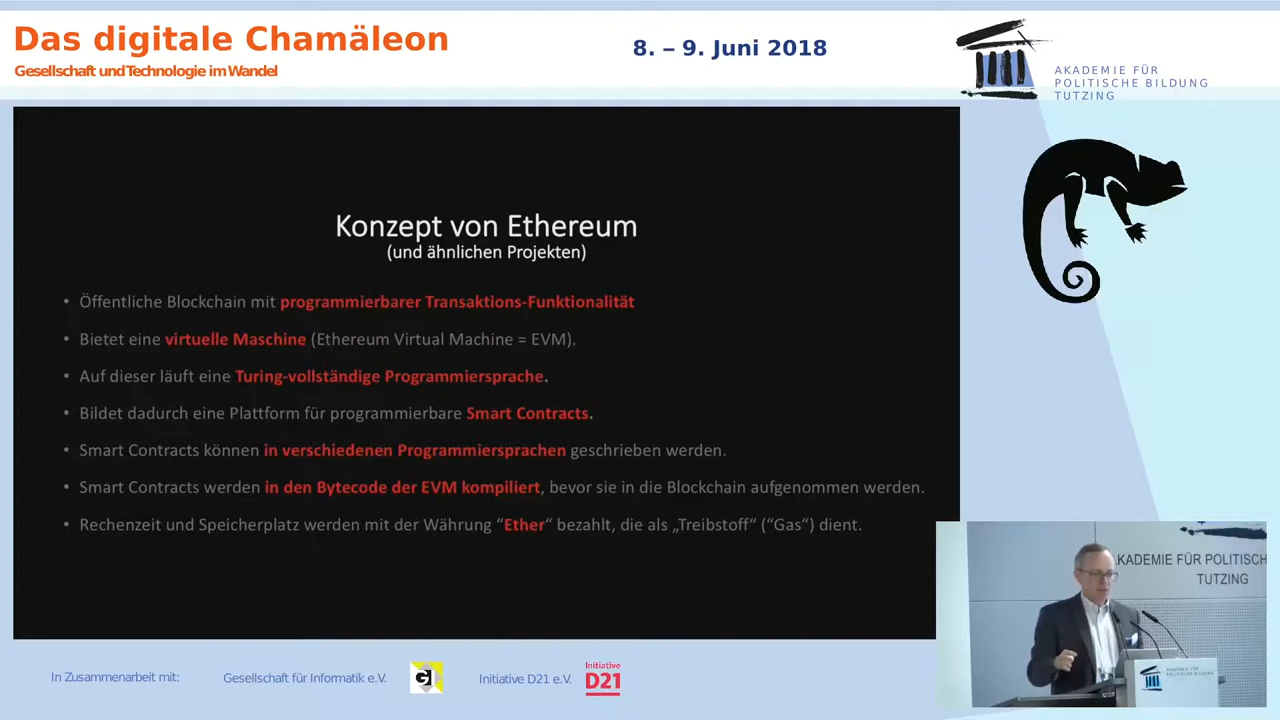 Das digitale Chamäleon
Gesellschaft und Technologie im Wandel
8. – 9. Juni 2018
AKADEMIE FÜR
POLITISCHE BILDUNG
TUTZING
Konzept von Ethereum
(und ähnlichen Projekten)
• Öffentliche Blockchain mit programmierbarer Transaktions-Funktionalität
• Bietet eine virtuelle Maschine (Ethereum Virtual Machine = EVM).
• Auf dieser läuft eine Turing-vollständige Programmiersprache.
• Bildet dadurch eine Plattform für programmierbare Smart Contracts.
• Smart Contracts können in verschiedenen Programmiersprachen geschrieben werden.
• Smart Contracts werden in den Bytecode der EVM kompiliert, bevor sie in die Blockchain aufgenommen werden.
• Rechenzeit und Speicherplatz werden mit der Währung “Ether“ bezahlt, die als „Treibstoff“ (“Gas“) dient.
KADEMIE FÜR POLITISCH
TUTZING
AKADEMIE FÜR
POLITISCHE BILDUNG
In Zusammenarbeit mit:
Gesellschaft für Informatik e.V.
GI
Initiative D21 e.V.
Initiative
D21